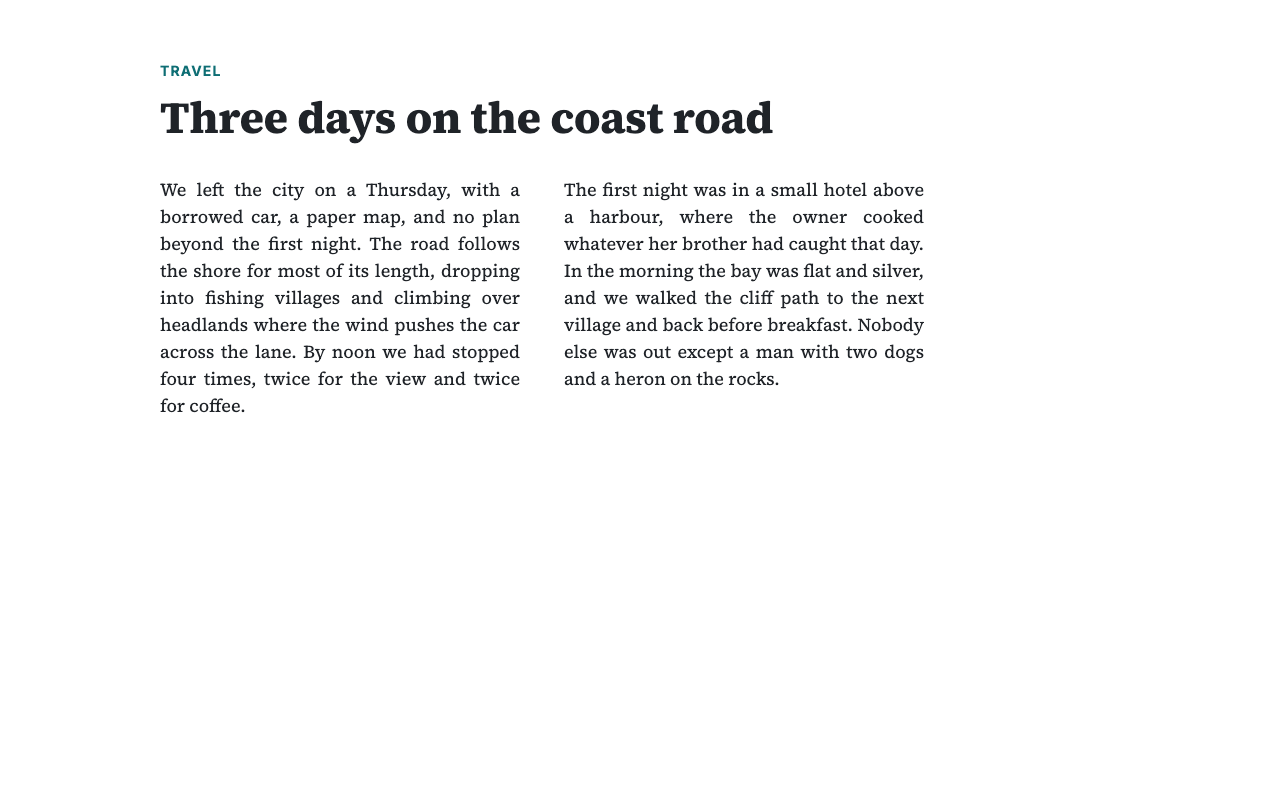 TRAVEL
Three days on the coast road
We left the city on a Thursday, with a
borrowed car, a paper map, and no plan
beyond the first night. The road follows
the shore for most of its length, dropping
into fishing villages and climbing over
headlands where the wind pushes the car
across the lane. By noon we had stopped
four times, twice for the view and twice
for coffee.
The first night was in a small hotel above
a harbour, where the owner cooked
whatever her brother had caught that day.
In the morning the bay was flat and silver,
and we walked the cliff path to the next
village and back before breakfast. Nobody
else was out except a man with two dogs
and a heron on the rocks.